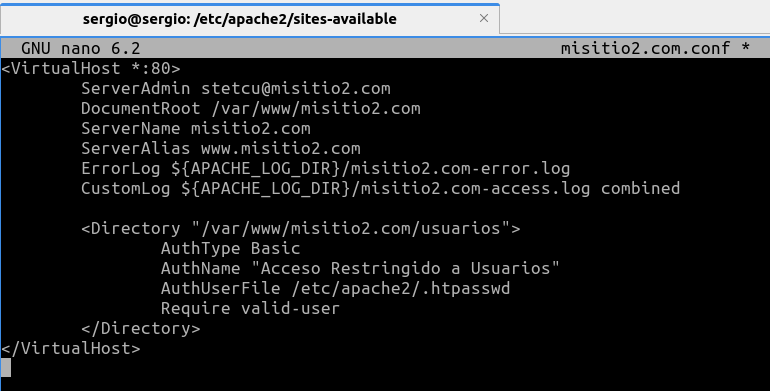 sergio@sergio: /etc/apache2/sites-available ×
GNU nano 6.2 misitio2.com.conf *
<VirtualHost *:80>
ServerAdmin stetcu@misitio2.com
DocumentRoot /var/www/misitio2.com
ServerName misitio2.com
ServerAlias www.misitio2.com
ErrorLog ${APACHE_LOG_DIR}/misitio2.com-error.log
CustomLog ${APACHE_LOG_DIR}/misitio2.com-access.log combined
<Directory "/var/www/misitio2.com/usuarios">
AuthType Basic
AuthName "Acceso Restringido a Usuarios"
AuthUserFile /etc/apache2/.htpasswd
Require valid-user
</Directory>
</VirtualHost>